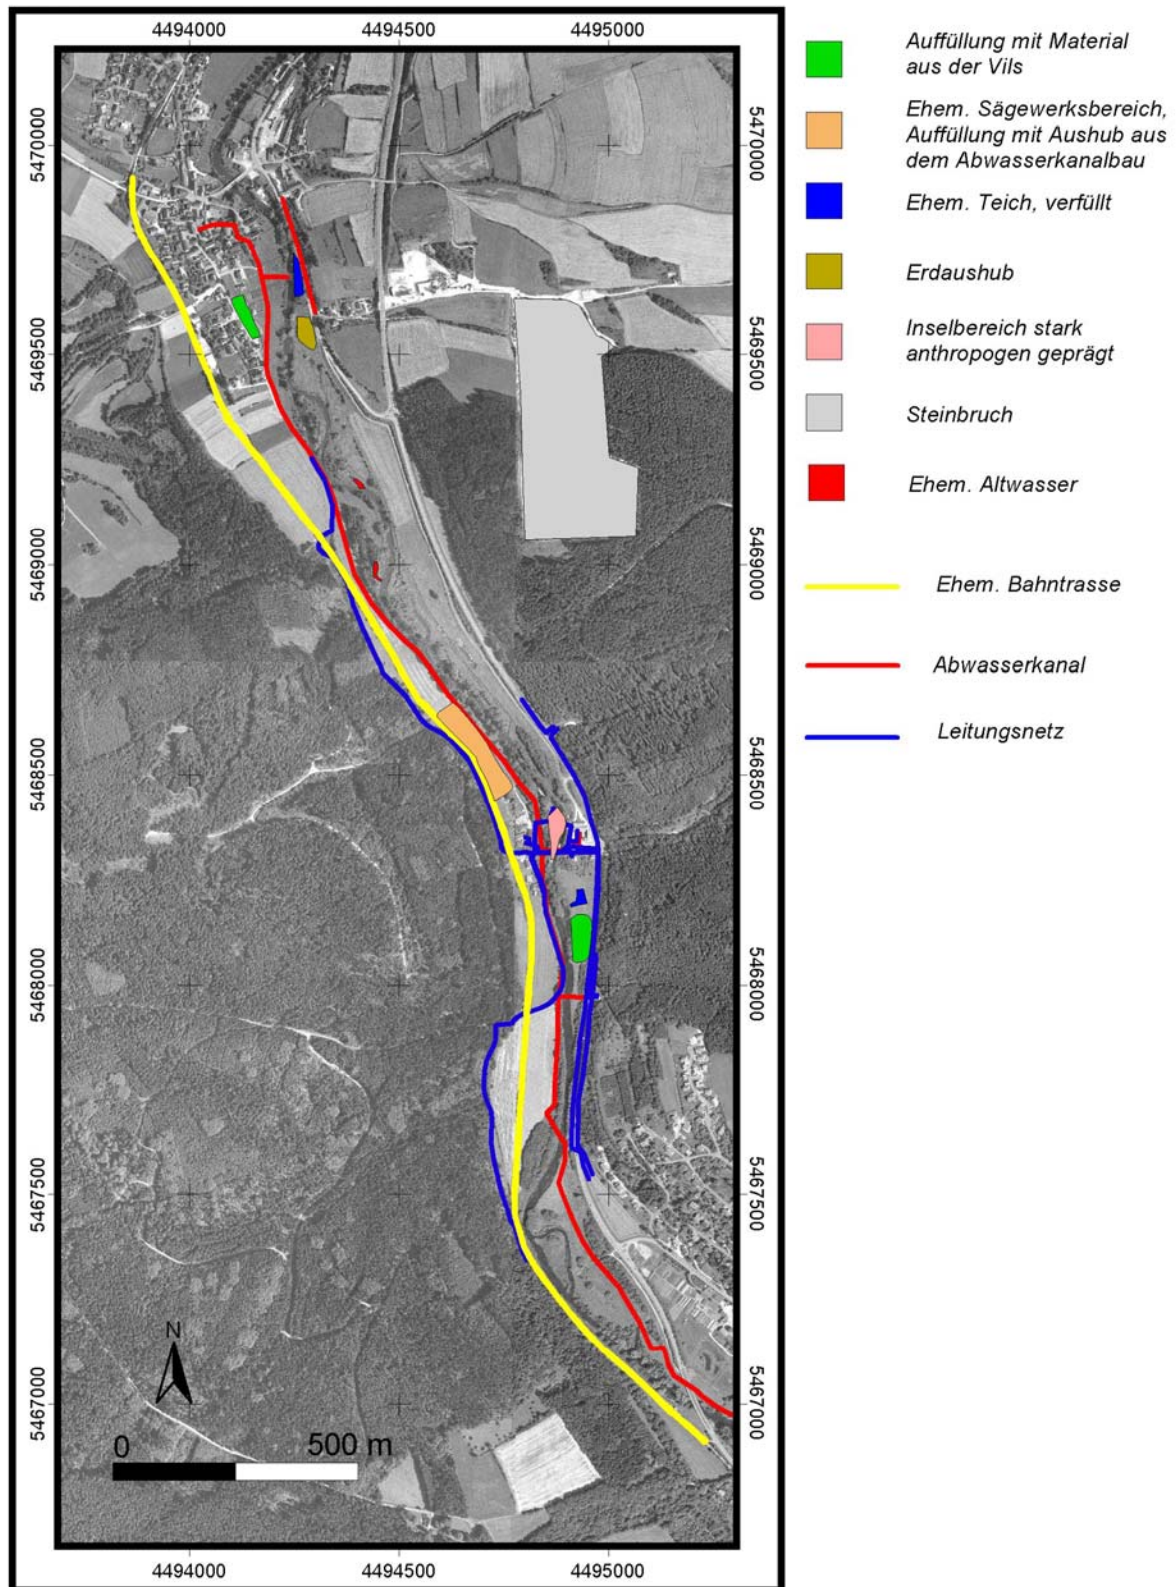 4494000 4494500 4495000
5470000
5469500
5469000
5468500
5468000
5467500
5467000
5470000
5469500
5469000
5468500
5468000
5467500
5467000
N
0 500 m
4494000 4494500 4495000
Auffüllung mit Material
aus der Vils
Ehem. Sägewerksbereich,
Auffüllung mit Aushub aus
dem Abwasserkanalbau
Ehem. Teich, verfüllt
Erdaushub
Inselbereich stark
anthropogen geprägt
Steinbruch
Ehem. Altwasser
Ehem. Bahntrasse
Abwasserkanal
Leitungsnetz